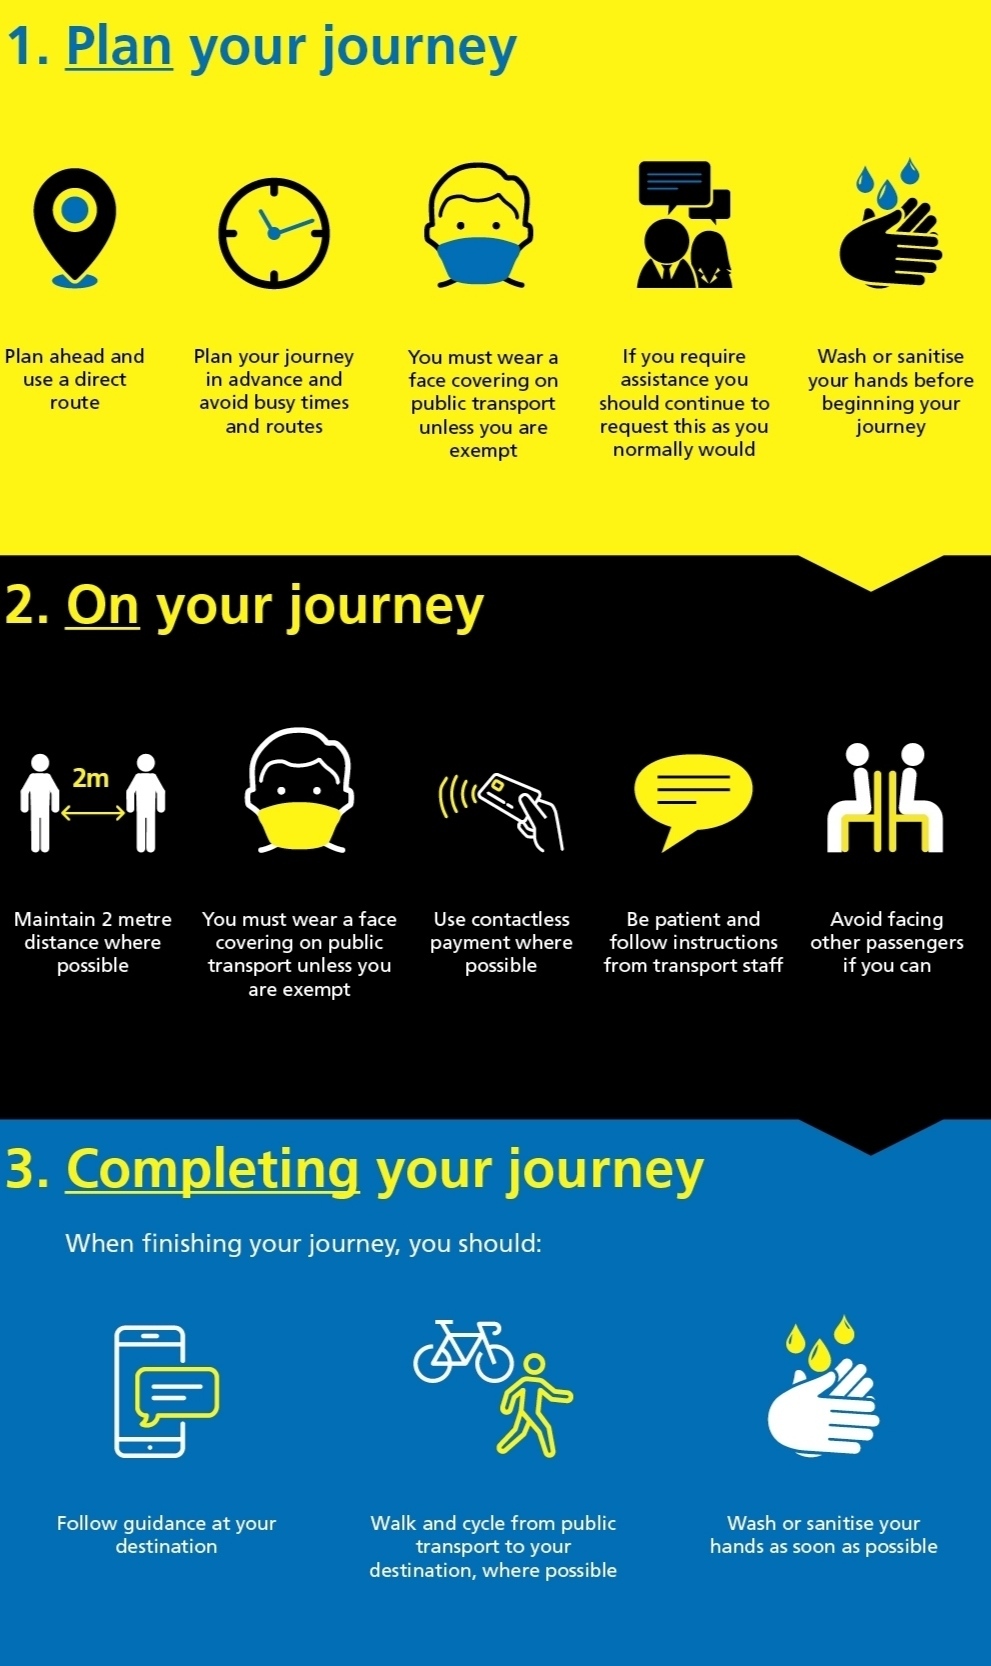 1. Plan your journey
Plan ahead and
use a direct
route
Plan your journey
in advance and
avoid busy times
and routes
You must wear a
face covering on
public transport
unless you are
exempt
If you require
assistance you
should continue to
request this as you
normally would
Wash or sanitise
your hands before
beginning your
journey
2. On your journey
2m
Maintain 2 metre
distance where
possible
You must wear a face
covering on public
transport unless you
are exempt
Use contactless
payment where
possible
Be patient and
follow instructions
from transport staff
Avoid facing
other passengers
if you can
3. Completing your journey
When finishing your journey, you should:
Follow guidance at your
destination
Walk and cycle from public
transport to your
destination, where possible
Wash or sanitise your
hands as soon as possible